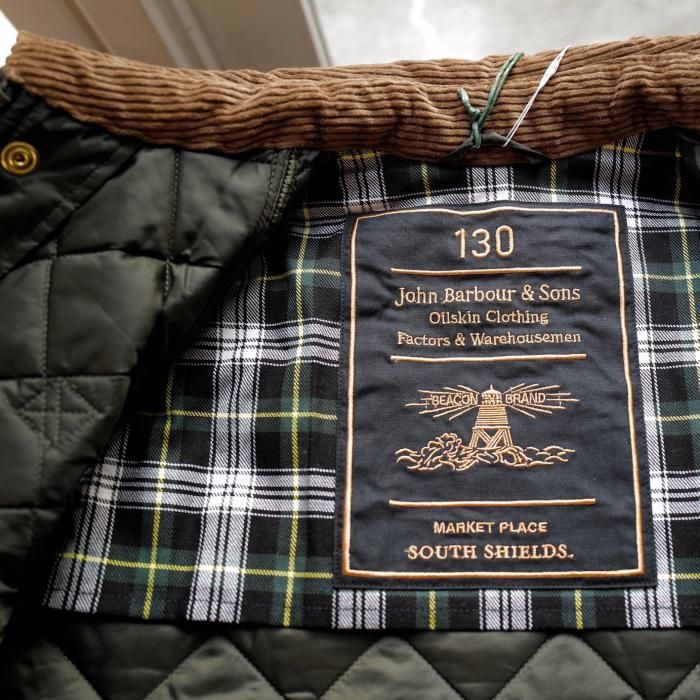 130
John Barbour & Sons
Oilskin Clothing
Factors & Warehousemen
BEACON BRAND
MARKET PLACE
SOUTH SHIELDS.